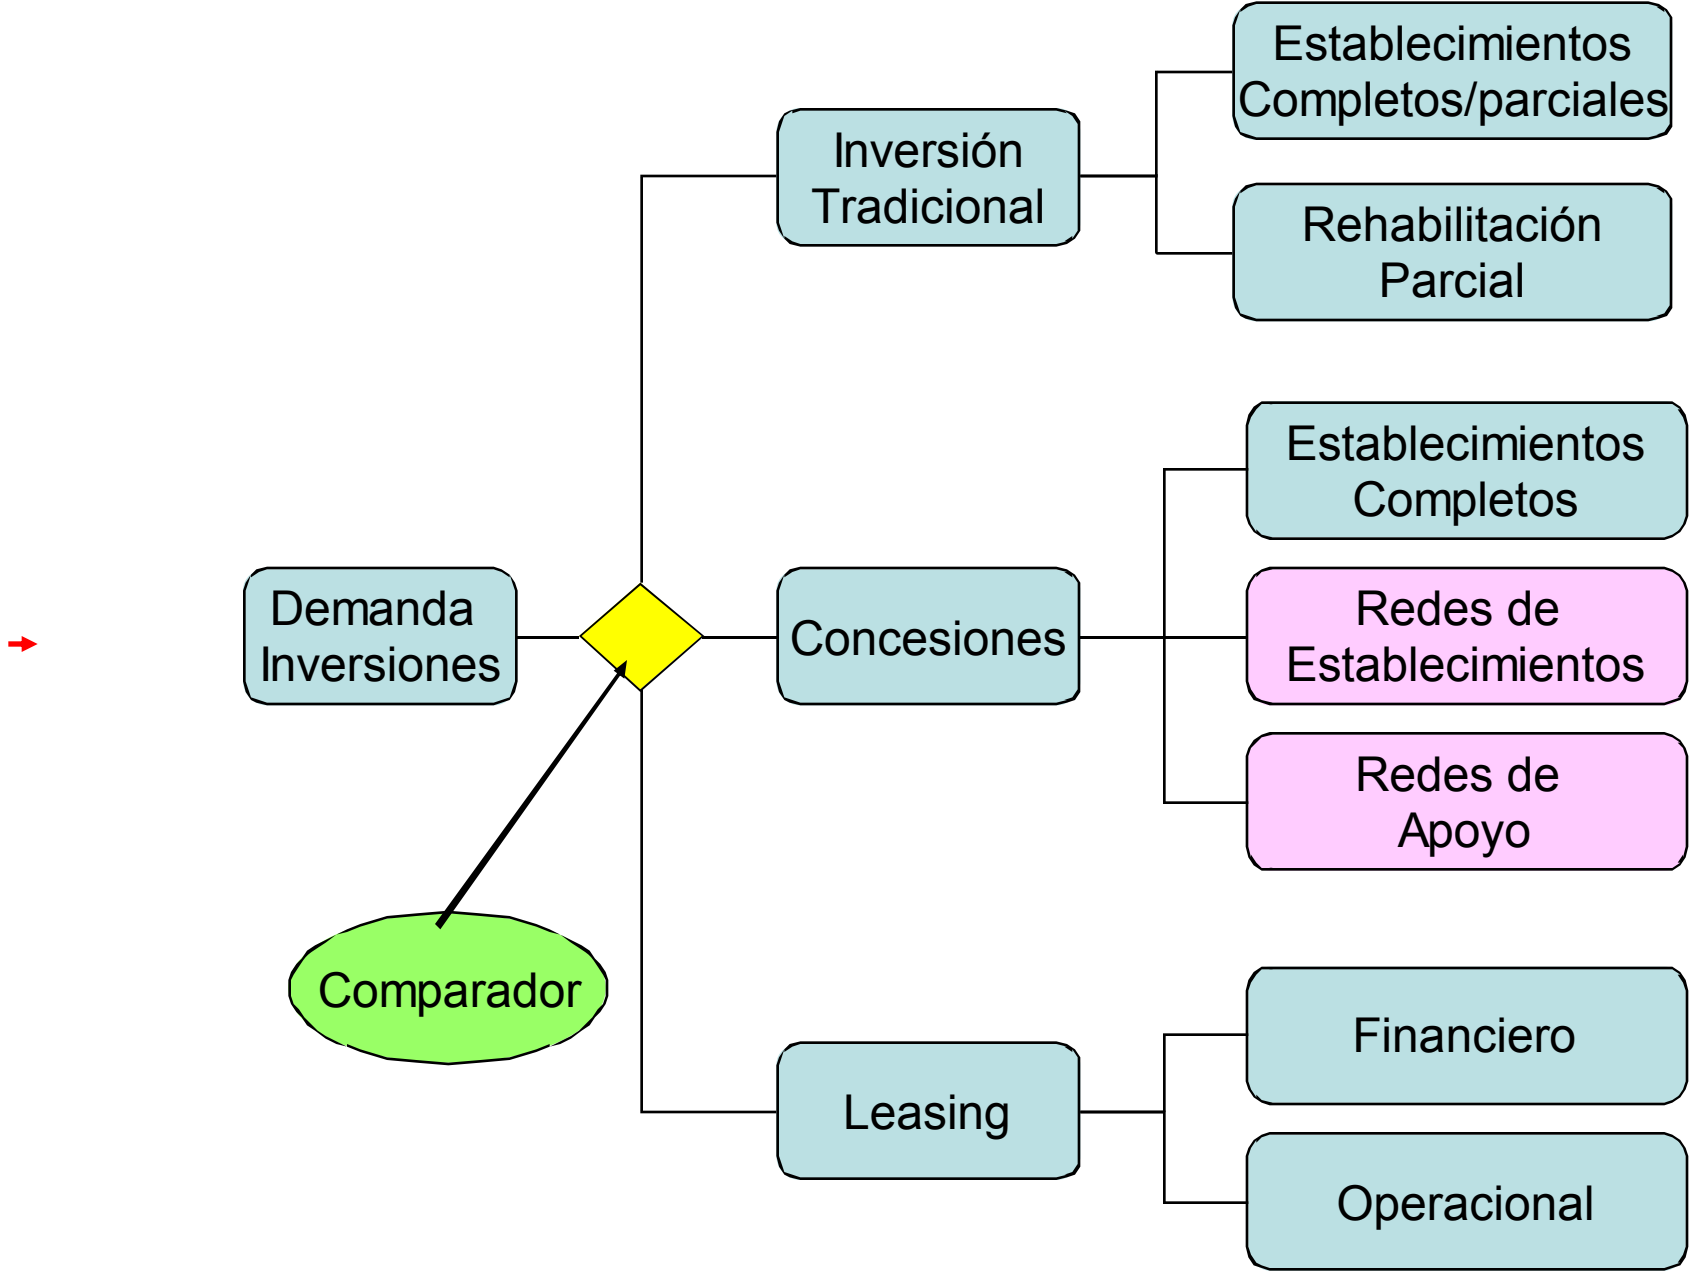 Establecimientos
Completos/parciales
Inversión
Tradicional
Rehabilitación
Parcial
Establecimientos
Completos
Demanda
Inversiones
Concesiones
Redes de
Establecimientos
Redes de
Apoyo
Comparador
Financiero
Leasing
Operacional